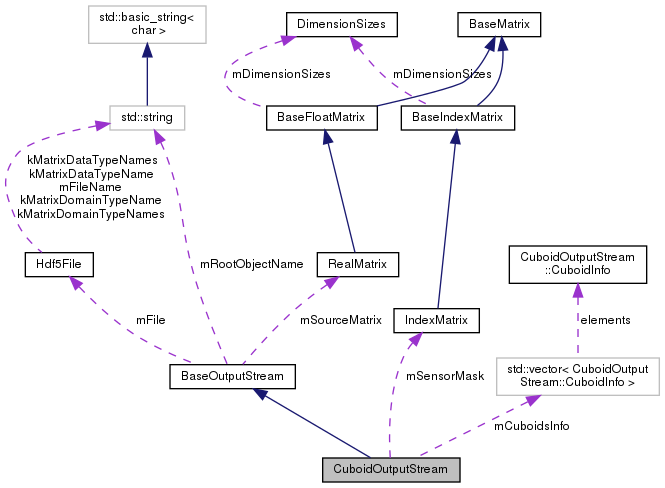 std::basic_string<
char >
DimensionSizes
BaseMatrix
mDimensionSizes
mDimensionSizes
std::string
BaseFloatMatrix
BaseIndexMatrix
kMatrixDataTypeNames
kMatrixDataTypeName
mFileName
kMatrixDomainTypeName
kMatrixDomainTypeNames
Hdf5File
mRootObjectName
RealMatrix
CuboidOutputStream
::CuboidInfo
mFile
mSourceMatrix
IndexMatrix
elements
BaseOutputStream
mSensorMask
std::vector< CuboidOutput
Stream::CuboidInfo >
mCuboidsInfo
CuboidOutputStream